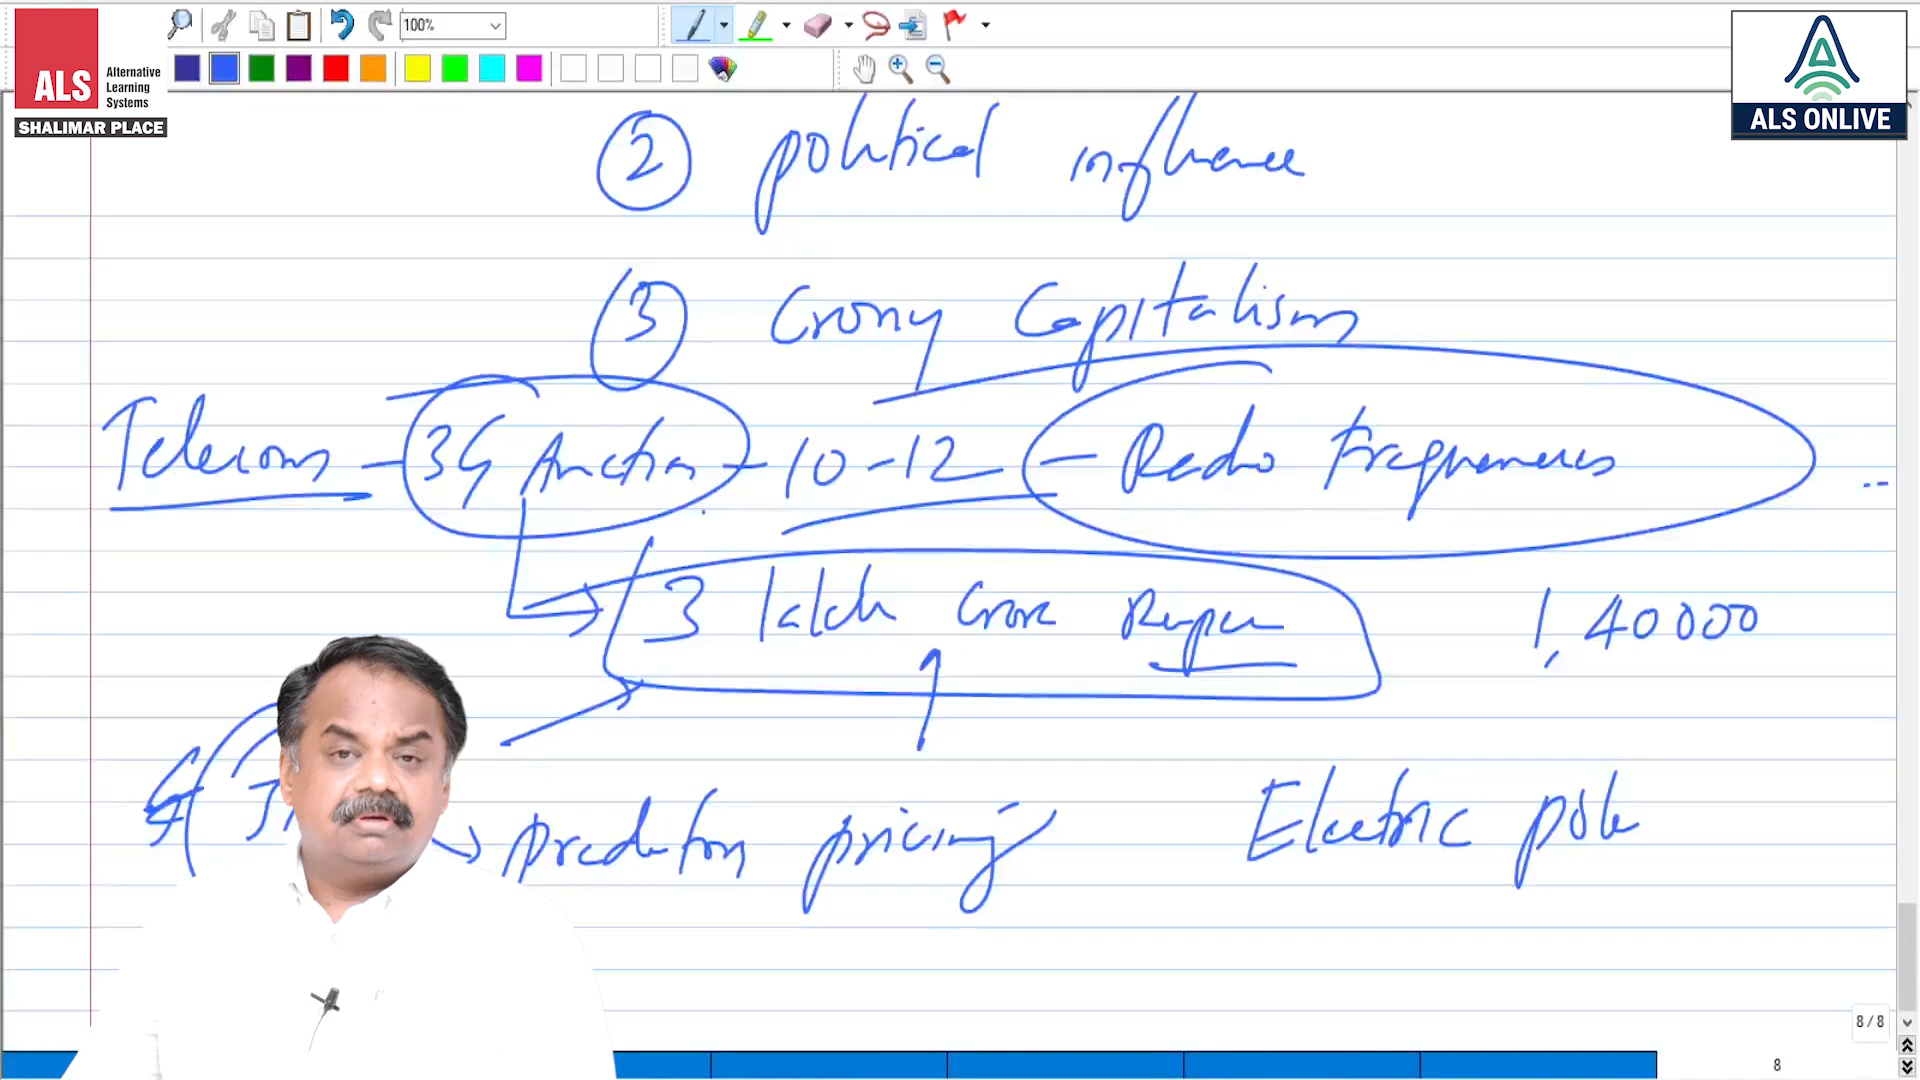 100%
ALS
Alternative
Learning
Systems
SHALIMAR PLACE
ALS ONLIVE
2 political influence
3 Crony Capitalism
Telecom - 3G Auction - 10-12 - Radio Frequencies
3 lakh Crore Rupee
1,40000
pricing
Electric pole
8 / 8
8